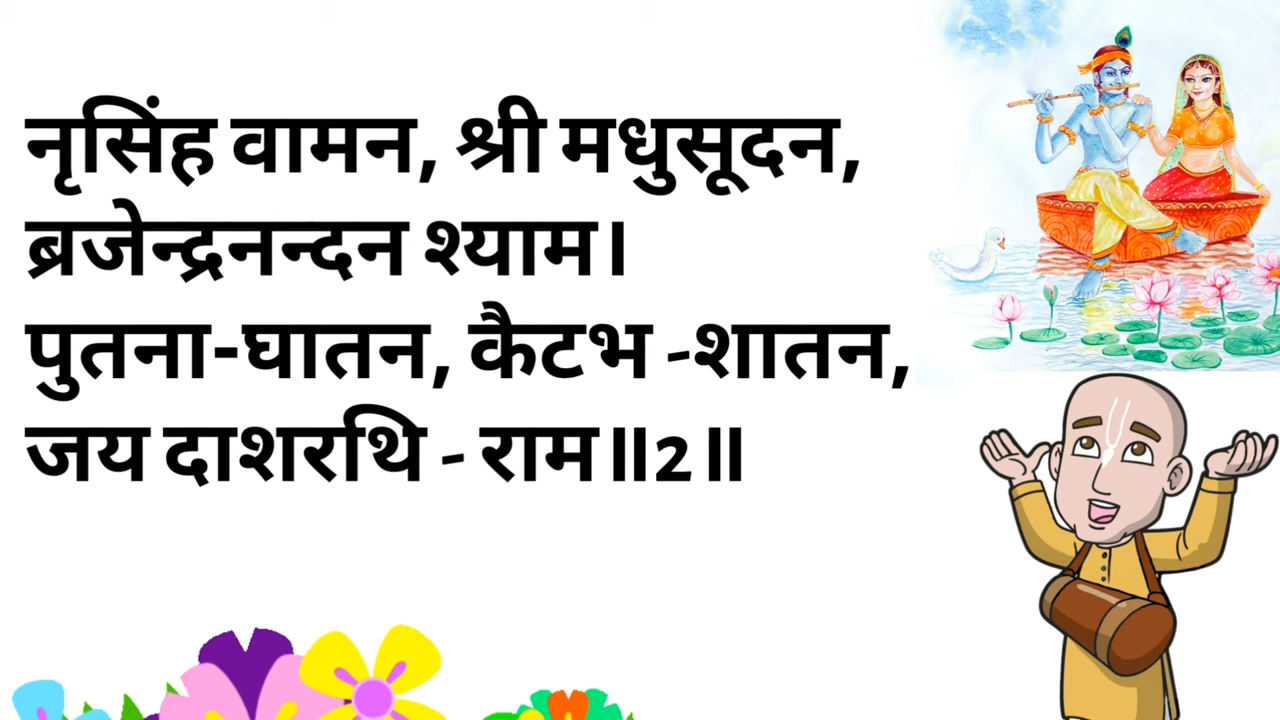 नृसिंह वामन, श्री मधुसूदन,
ब्रजेन्द्रनन्दन श्याम।
पुतना-घातन, कैटभ -शातन,
जय दाशरथि - राम॥2॥